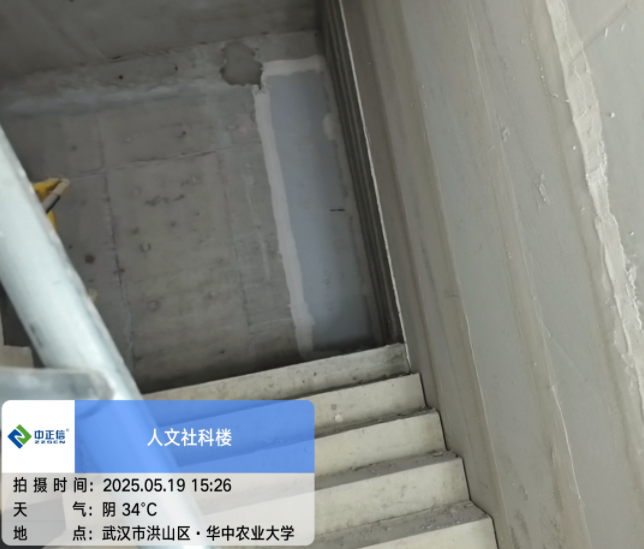 中正信®
ZZSCN
人文社科楼
拍摄时间：2025.05.19 15:26
天气：阴 34℃
地点：武汉市洪山区·华中农业大学